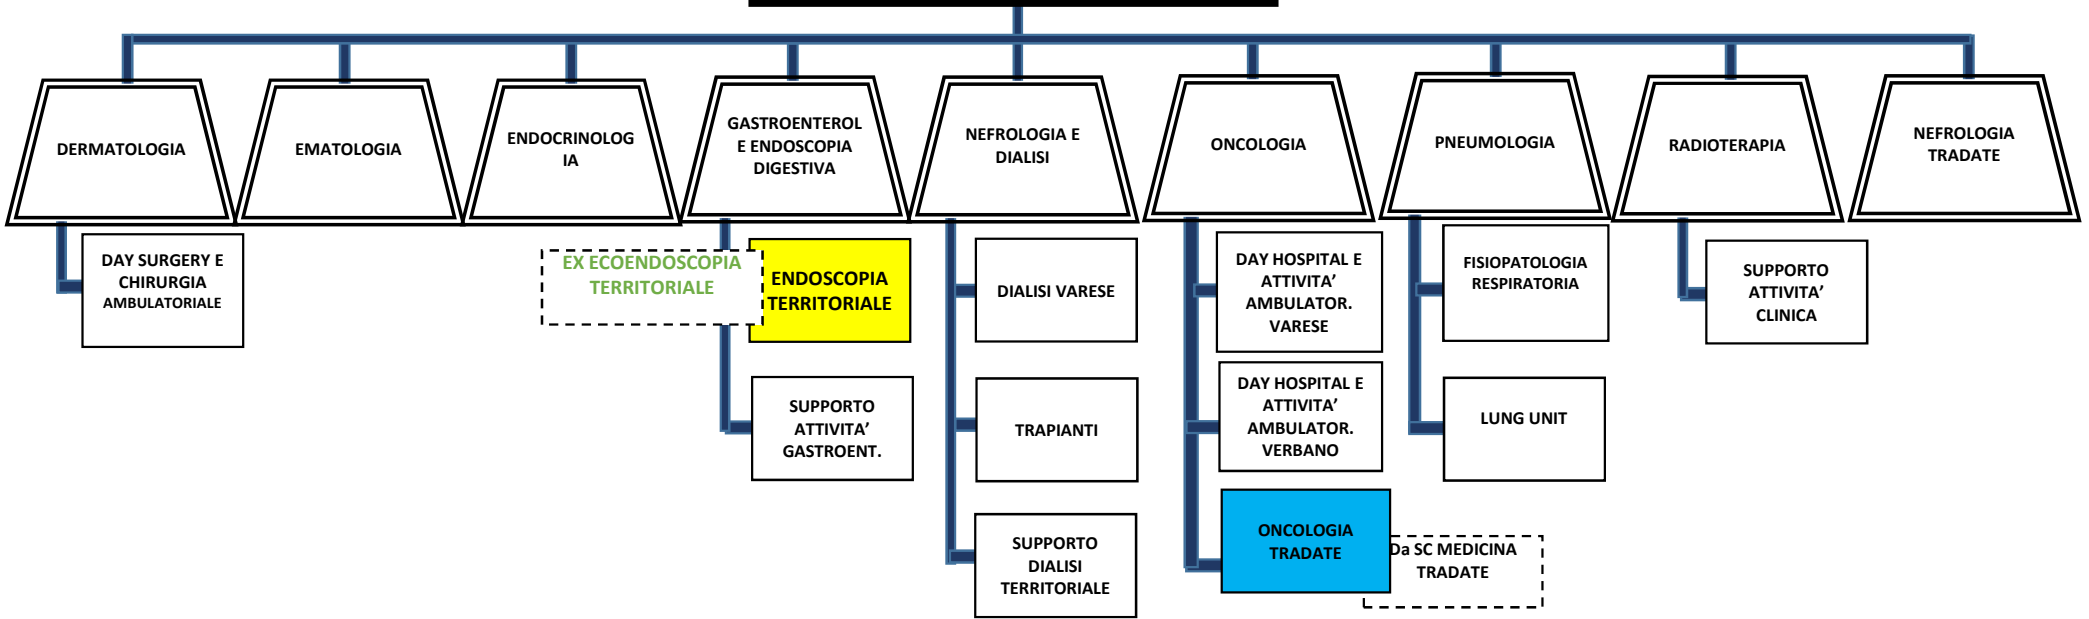 DERMATOLOGIA
EMATOLOGIA
ENDOCRINOLOG
IA
GASTROENTEROL
E ENDOSCOPIA
DIGESTIVA
NEFROLOGIA E
DIALISI
ONCOLOGIA
PNEUMOLOGIA
RADIOTERAPIA
NEFROLOGIA
TRADATE
DAY SURGERY E
CHIRURGIA
AMBULATORIALE
EX ECOENDOSCOPIA
TERRITORIALE
ENDOSCOPIA
TERRITORIALE
SUPPORTO
ATTIVITA’
GASTROENT.
DIALISI VARESE
TRAPIANTI
SUPPORTO
DIALISI
TERRITORIALE
DAY HOSPITAL E
ATTIVITA’
AMBULATOR.
VARESE
DAY HOSPITAL E
ATTIVITA’
AMBULATOR.
VERBANO
ONCOLOGIA
TRADATE
Da SC MEDICINA
TRADATE
FISIOPATOLOGIA
RESPIRATORIA
LUNG UNIT
SUPPORTO
ATTIVITA’
CLINICA